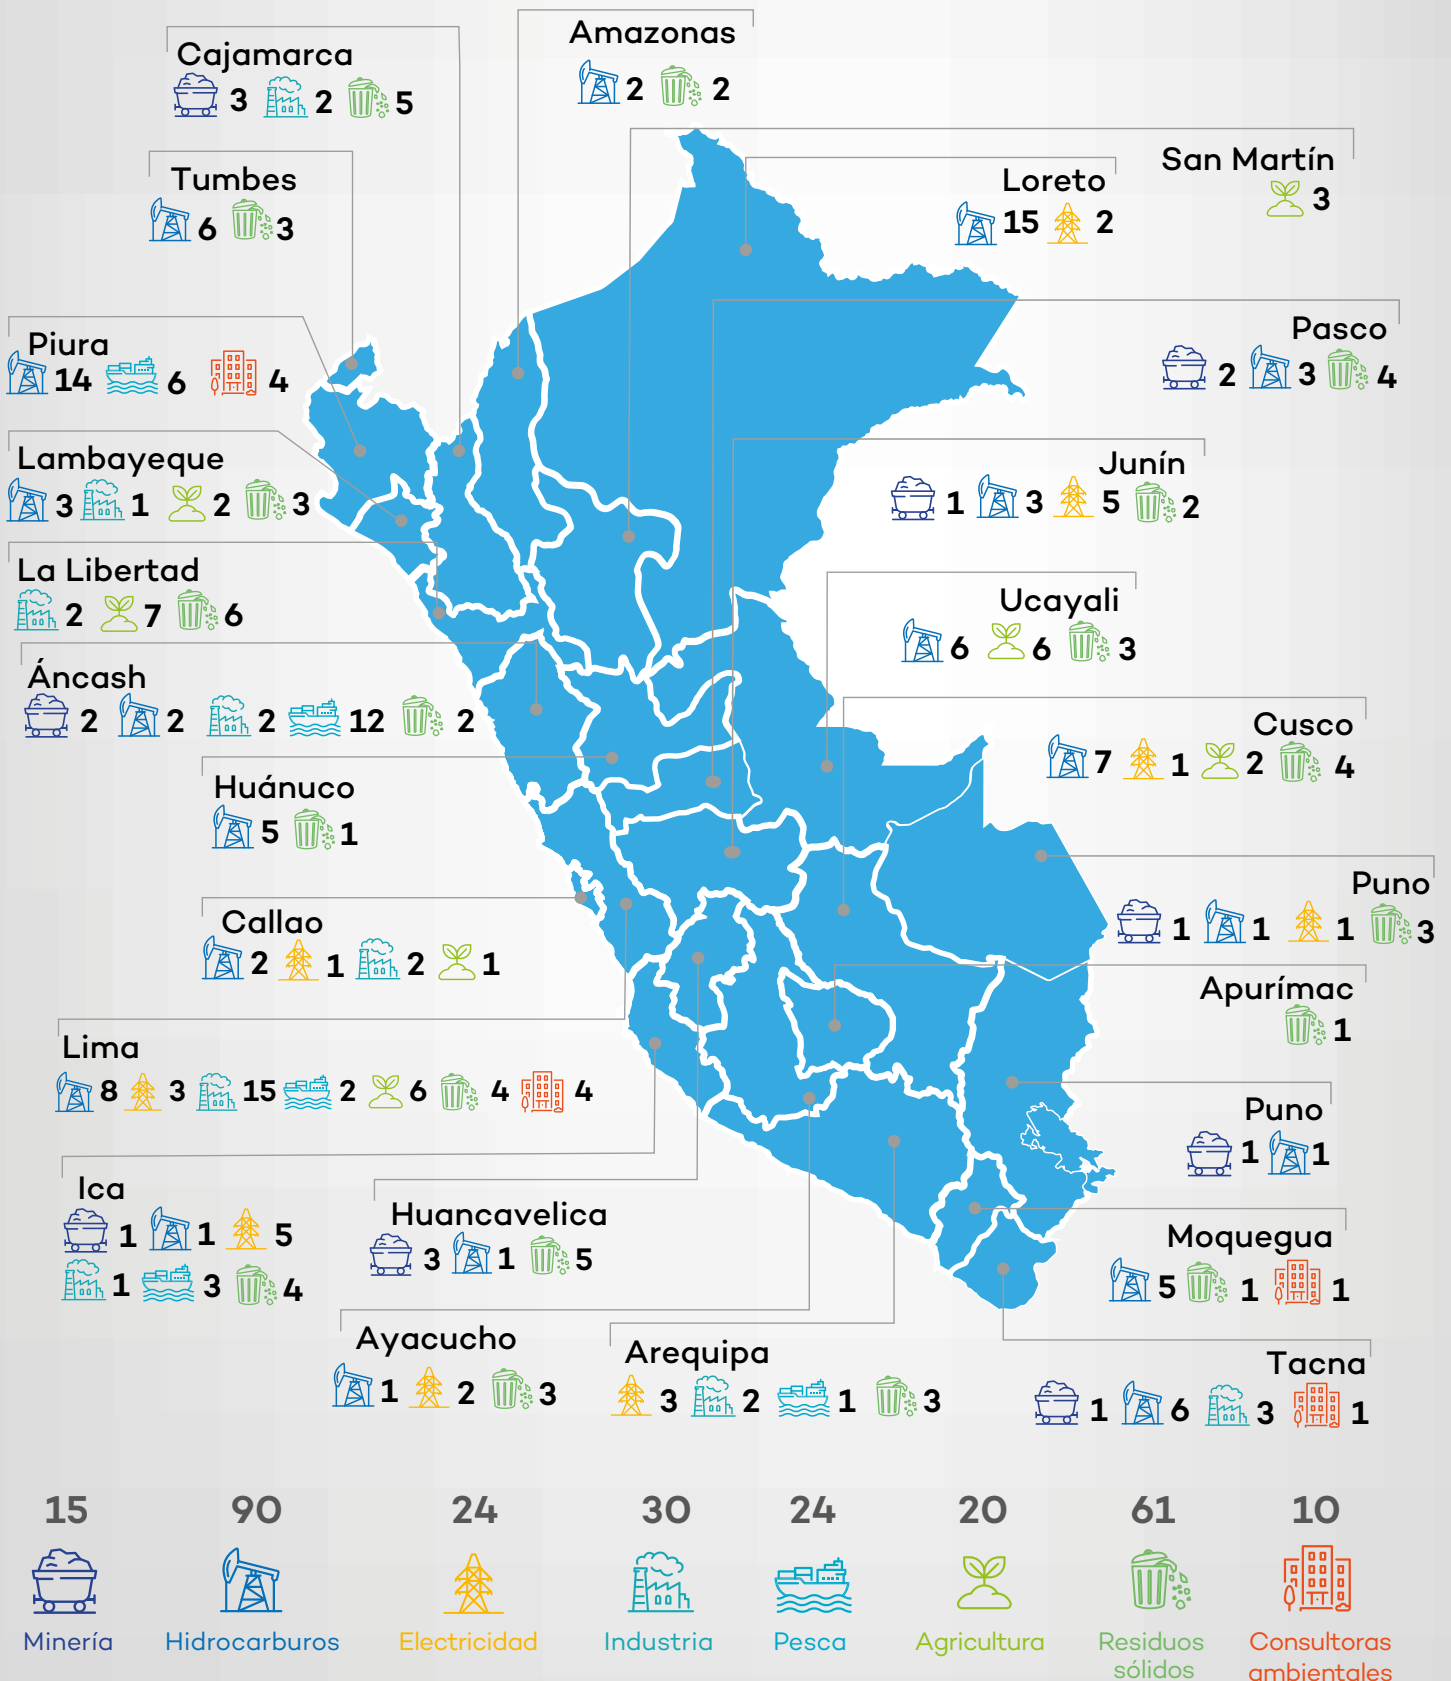 Cajamarca
3 2 5
Amazonas
2 2
Tumbes
6 3
Loreto
15 2
San Martín
3
Piura
14 6 4
Pasco
2 3 4
Lambayeque
3 1 2 3
Junín
1 3 5 2
La Libertad
2 7 6
Ucayali
6 6 3
Áncash
2 2 2 12 2
Cusco
7 1 2 4
Huánuco
5 1
Puno
1 1 1 3
Callao
2 1 2 1
Apurímac
1
Lima
8 3 15 2 6 4 4
Puno
1 1
Ica
1 1 5
1 3 4
Huancavelica
3 1 5
Moquegua
5 1 1
Ayacucho
1 2 3
Arequipa
3 2 1 3
Tacna
1 6 3 1
15 90 24 30 24 20 61 10
Minería Hidrocarburos Electricidad Industria Pesca Agricultura Residuos Consultoras
sólidos ambientales